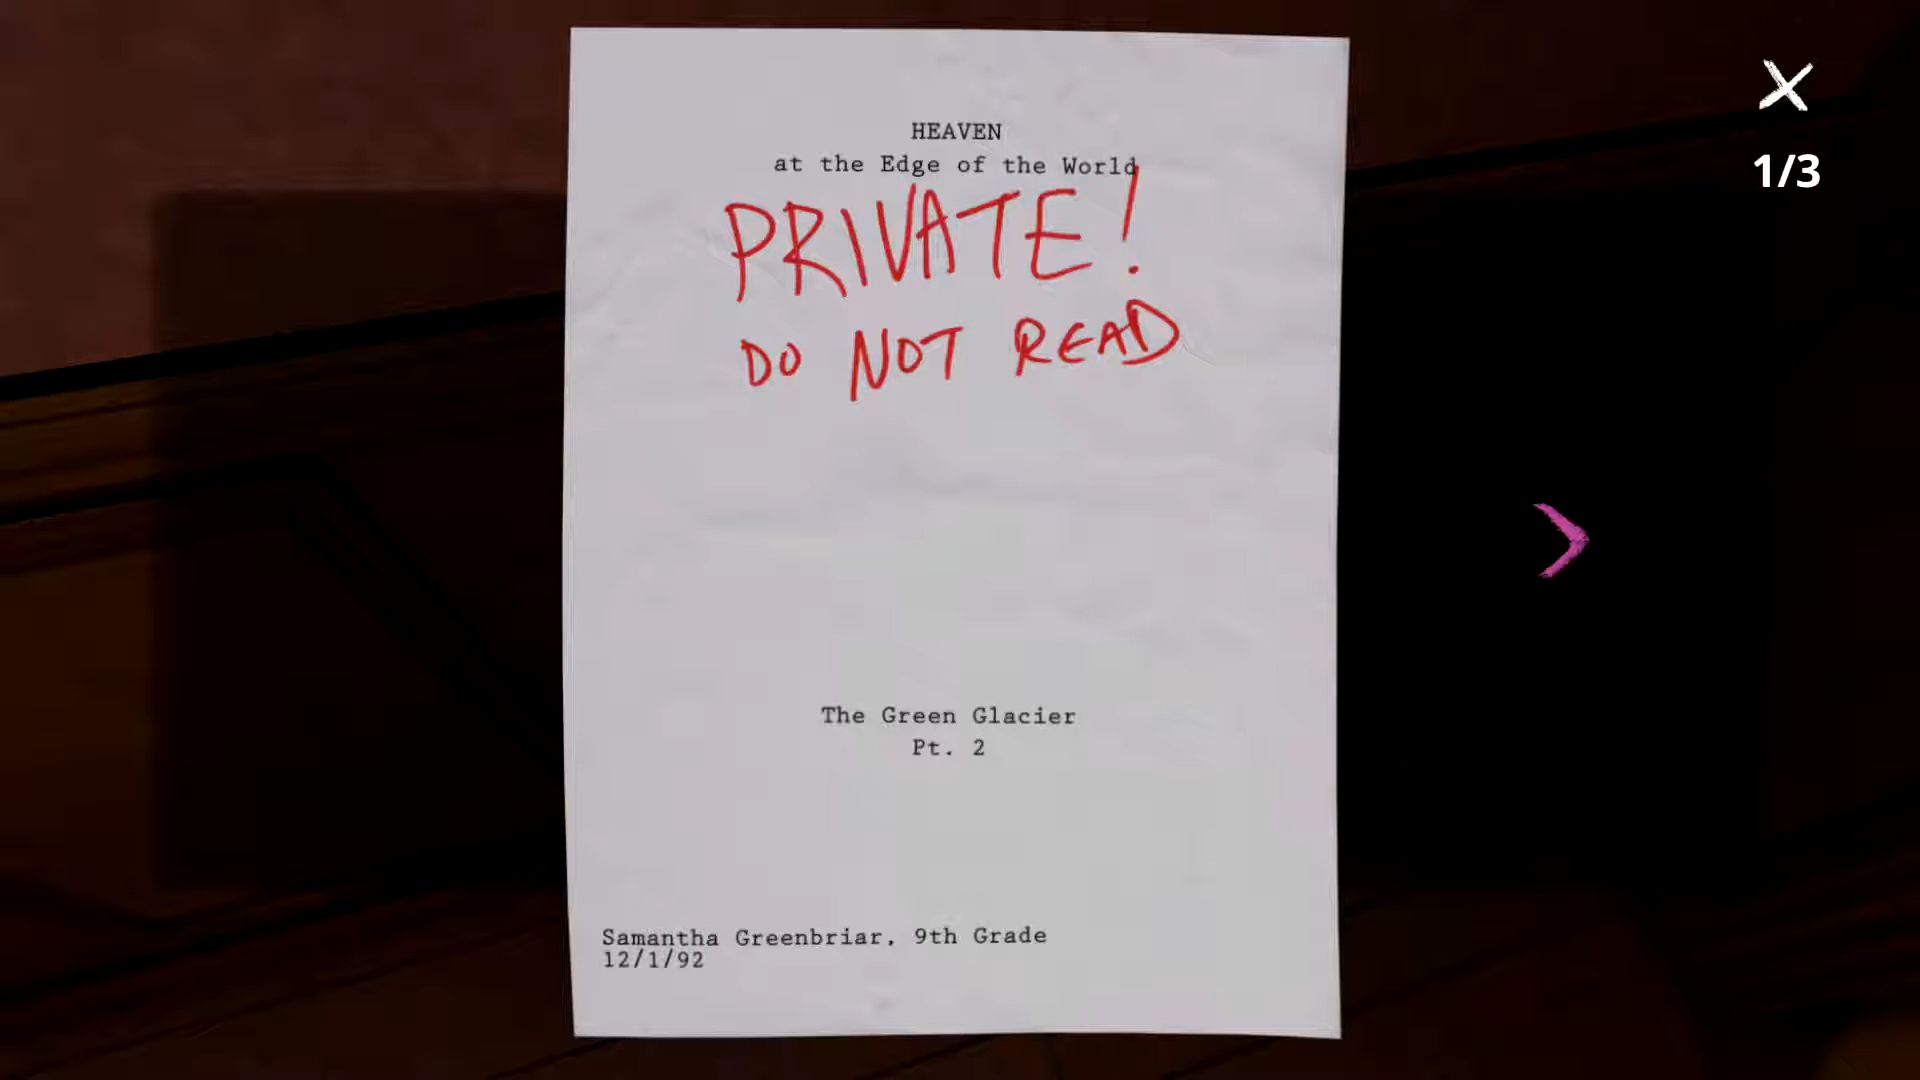 HEAVEN
at the Edge of the World
PRIVATE!
DO NOT READ
The Green Glacier
Pt. 2
Samantha Greenbriar, 9th Grade
12/1/92
1/3